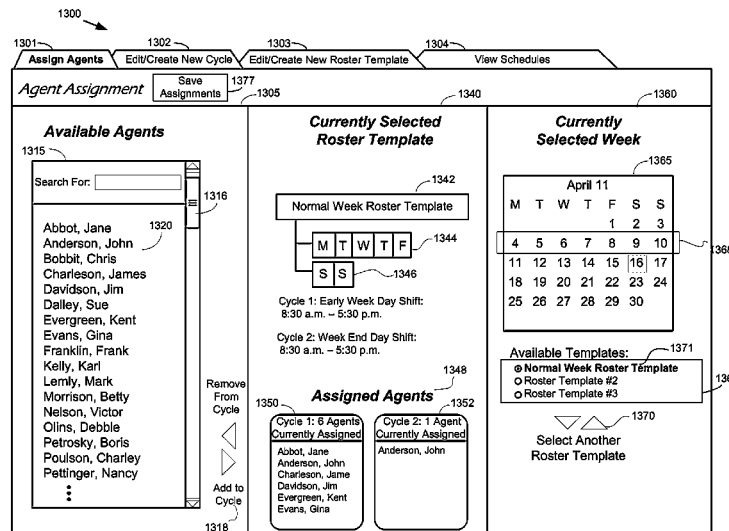 1300
1301
1302
1303
1304
Assign Agents
Edit/Create New Cycle
Edit/Create New Roster Template
View Schedules
Agent Assignment
Save Assignments
1377
1305
1340
1360
Available Agents
1315
Search For:
1316
1320
Abbot, Jane
Anderson, John
Bobbit, Chris
Charleson, James
Davidson, Jim
Dalley, Sue
Evergreen, Kent
Evans, Gina
Franklin, Frank
Kelly, Karl
Lemly, Mark
Morrison, Betty
Nelson, Victor
Olins, Debble
Petrosky, Boris
Poulson, Charley
Pettinger, Nancy
Remove
From
Cycle
Add to
Cycle
1318
Currently Selected
Roster Template
1342
Normal Week Roster Template
M T W T F
1344
S S
1346
Cycle 1: Early Week Day Shift:
8:30 a.m. – 5:30 p.m.
Cycle 2: Week End Day Shift:
8:30 a.m. – 5:30 p.m.
1348
Assigned Agents
1350
1352
Cycle 1: 6 Agents
Currently Assigned
Abbot, Jane
Anderson, John
Charleson, Jame
Davidson, Jim
Evergreen, Kent
Evans, Gina
Cycle 2: 1 Agent
Currently Assigned
Anderson, John
Currently
Selected Week
1365
April 11
M T W T F S S
1 2 3
4 5 6 7 8 9 10
11 12 13 14 15 16 17
18 19 20 21 22 23 24
25 26 27 28 29 30
Available Templates:
1371
Normal Week Roster Template
Roster Template #2
Roster Template #3
1370
Select Another
Roster Template